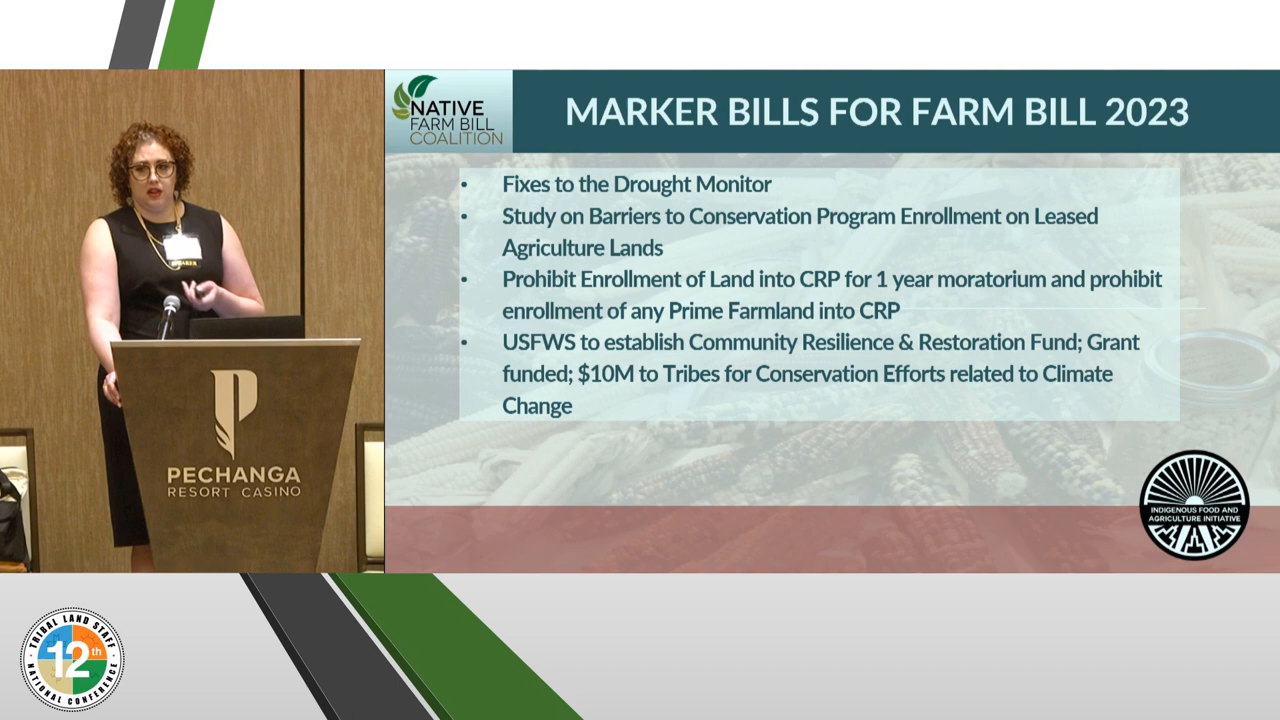 NATIVE
FARM BILL
COALITION
MARKER BILLS FOR FARM BILL 2023
• Fixes to the Drought Monitor
• Study on Barriers to Conservation Program Enrollment on Leased
Agriculture Lands
• Prohibit Enrollment of Land into CRP for 1 year moratorium and prohibit
enrollment of any Prime Farmland into CRP
• USFWS to establish Community Resilience & Restoration Fund; Grant
funded; $10M to Tribes for Conservation Efforts related to Climate
Change
INDIGENOUS FOOD AND
AGRICULTURE INITIATIVE
SPEAKER
P
PECHANGA
RESORT CASINO
TRIBAL LAND STAFF
12th
NATIONAL CONFERENCE